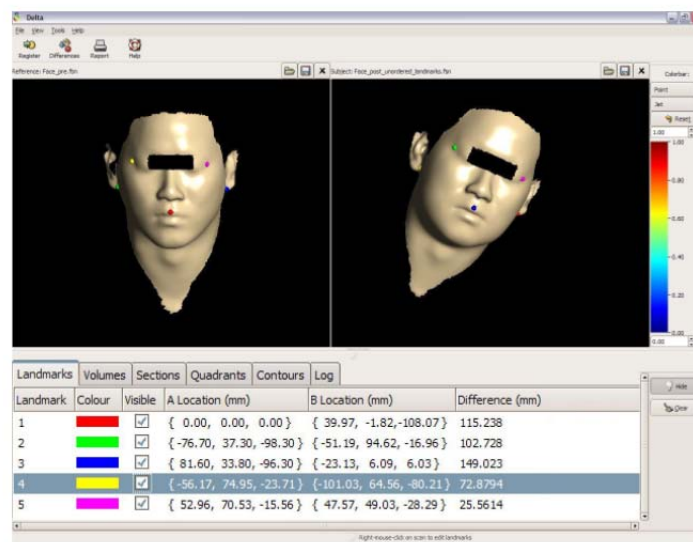 Delta
File View Tools Help
Register Differences Report Help
Reference: Face_pre.fsn
Subject: Face_post_unordered_landmarks.fsn
Colorbar:
Point
Jet
Reset
1.00
1.00
0.80
0.60
0.40
0.20
0.00
0.00
Landmarks Volumes Sections Quadrants Contours Log
Landmark Colour Visible A Location (mm) B Location (mm) Difference (mm)
1 { 0.00, 0.00, 0.00} { 39.97, -1.82,-108.07} 115.238
2 {-76.70, 37.30, -98.30} {-51.19, 94.62, -16.96} 102.728
3 { 81.60, 33.80, -96.30} {-23.13, 6.09, 6.03} 149.023
4 {-56.17, 74.95, -23.71} {-101.03, 64.56, -80.21} 72.8794
5 { 52.96, 70.53, -15.56} { 47.57, 49.03, -28.29} 25.5614
Hide
Clear
Right-mouse-click on scan to edit landmarks